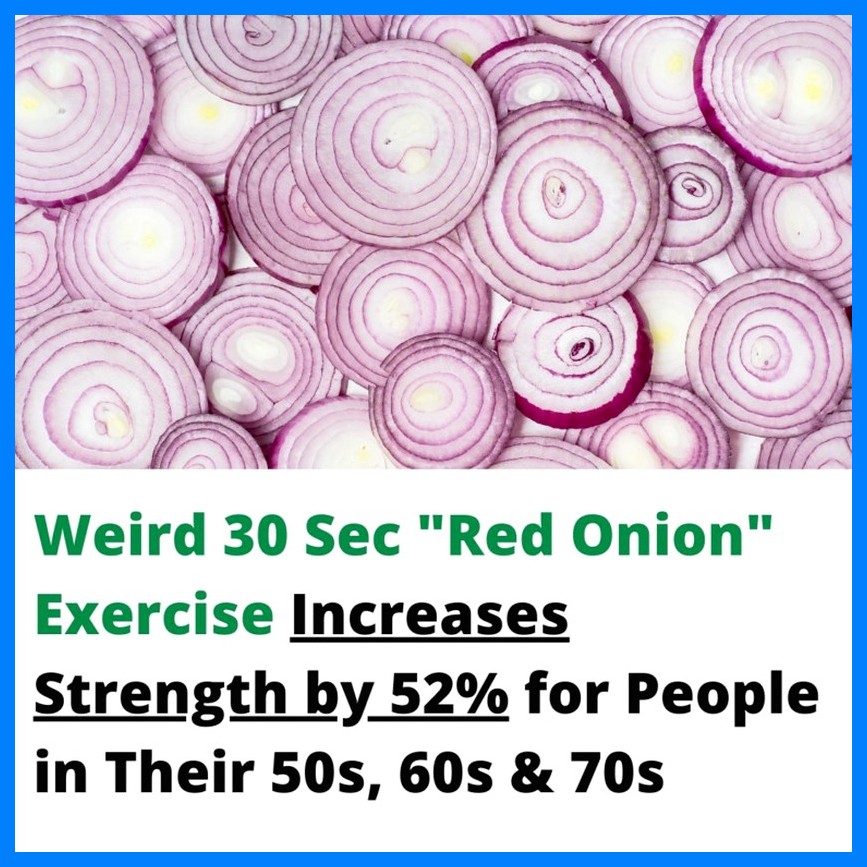 Weird 30 Sec "Red Onion"
Exercise Increases
Strength by 52% for People
in Their 50s, 60s & 70s